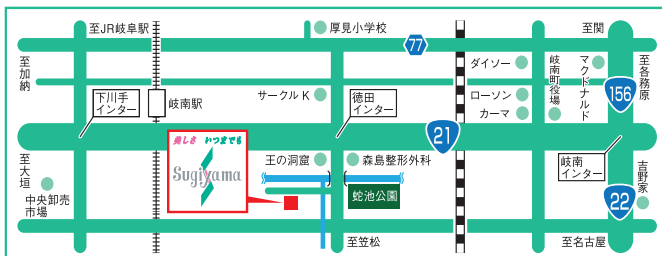 至JR岐阜駅
厚見小学校
77
至関
至加納
ダイソー
岐南町役場
マクドナルド
至各務原
下川手
インター
岐南駅
サークルK
徳田
インター
ローソン
カーマ
156
21
美しさ いつまでも
Sugiyama
王の洞窟
森島整形外科
岐南
インター
吉野家
至大垣
中央卸売
市場
蛇池公園
22
至笠松
至名古屋